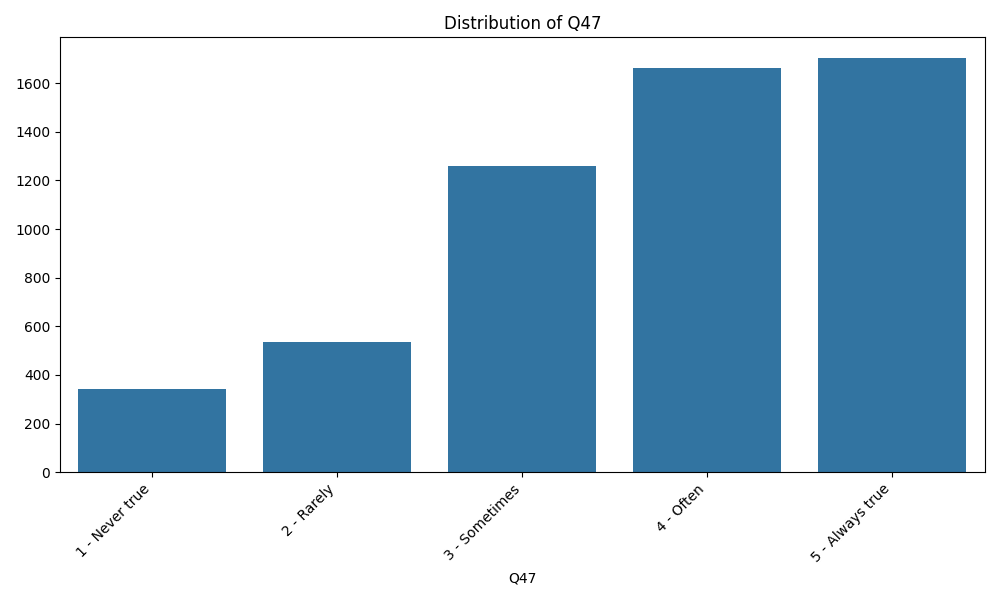 Distribution of Q47
1600
1400
1200
1000
800
600
400
200
0
1 - Never true
2 - Rarely
3 - Sometimes
4 - Often
5 - Always true
Q47